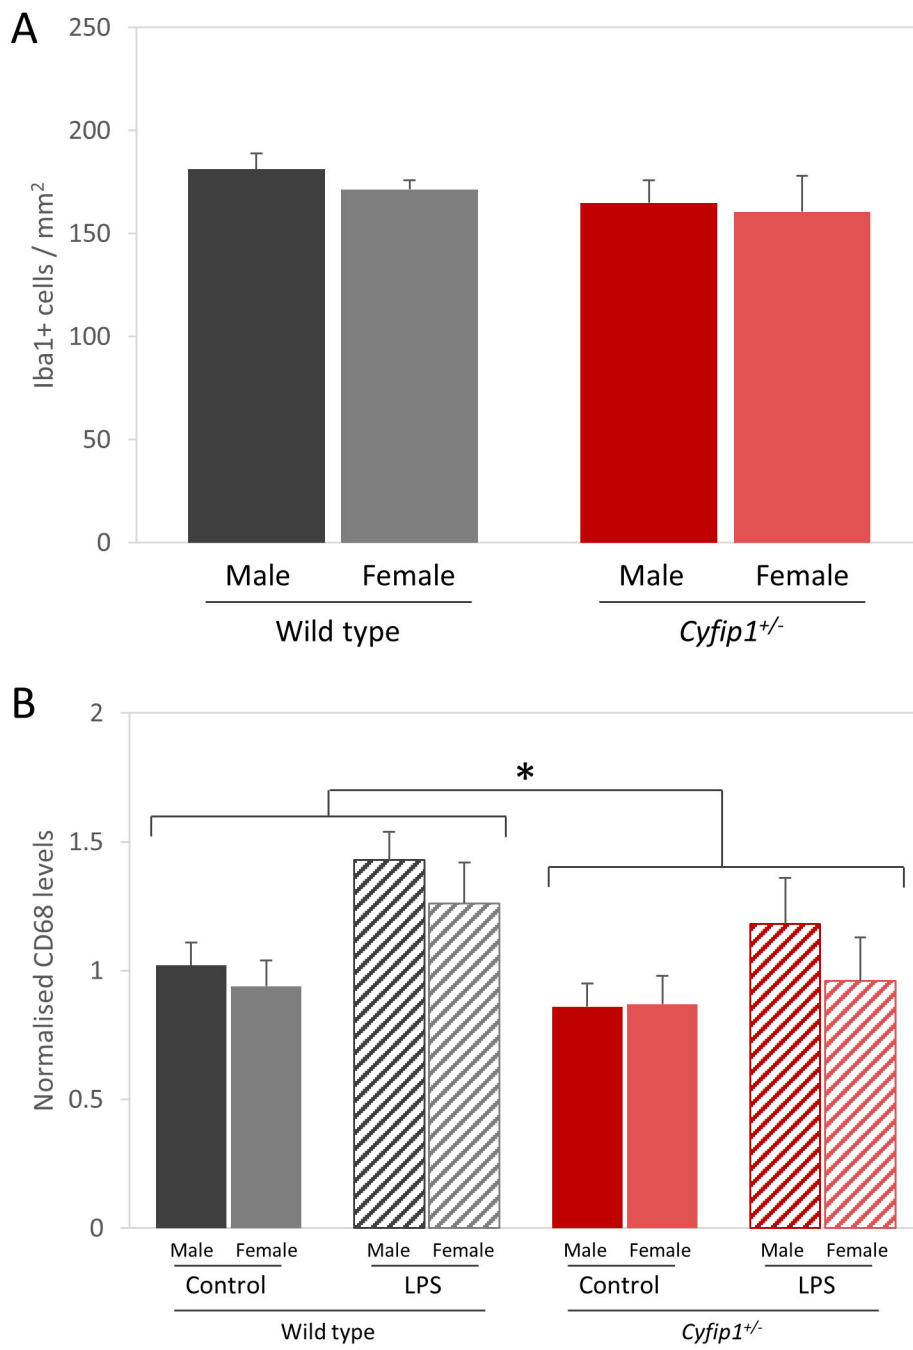 A
250
200
150
100
50
0
Iba1+ cells / mm²
Male Female Male Female
Wild type Cyfip1+/-
B
2
1.5
1
0.5
0
Normalised CD68 levels
*
Male Female Male Female Male Female Male Female
Control LPS Control LPS
Wild type Cyfip1+/-